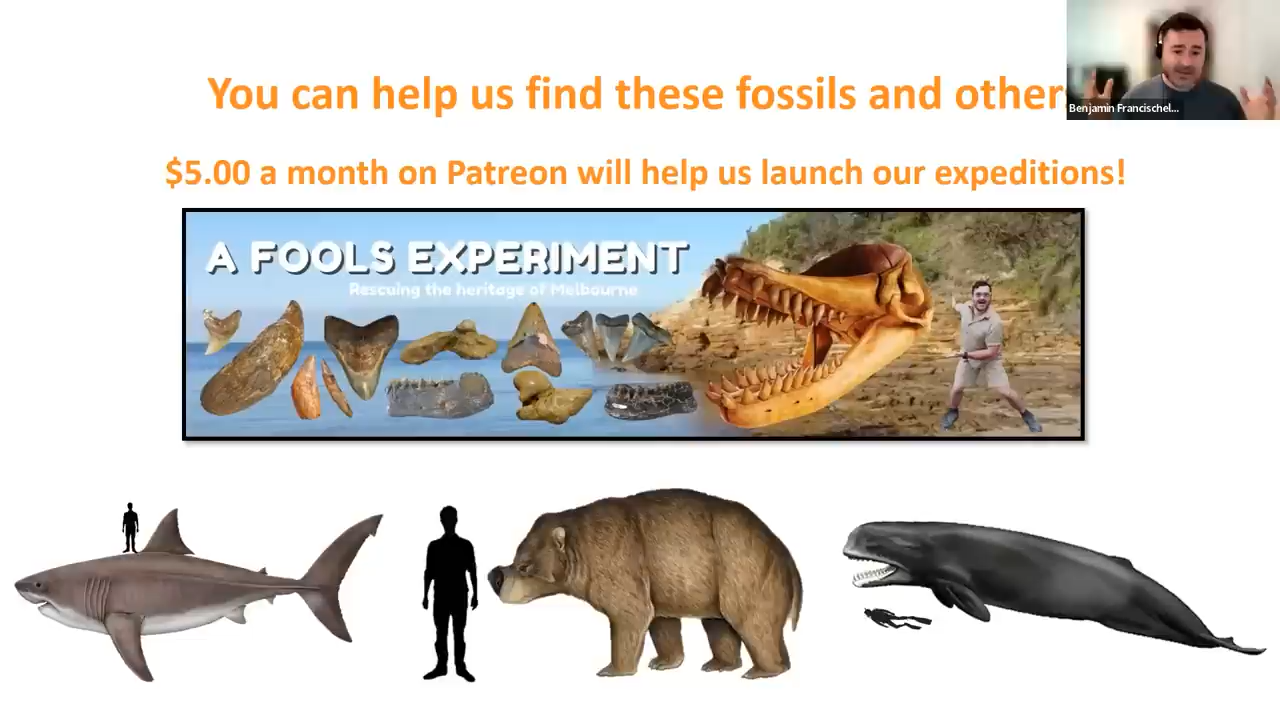 You can help us find these fossils and other
Benjamin Francischel...
$5.00 a month on Patreon will help us launch our expeditions!
A FOOLS EXPERIMENT
Rescuing the heritage of Melbourne